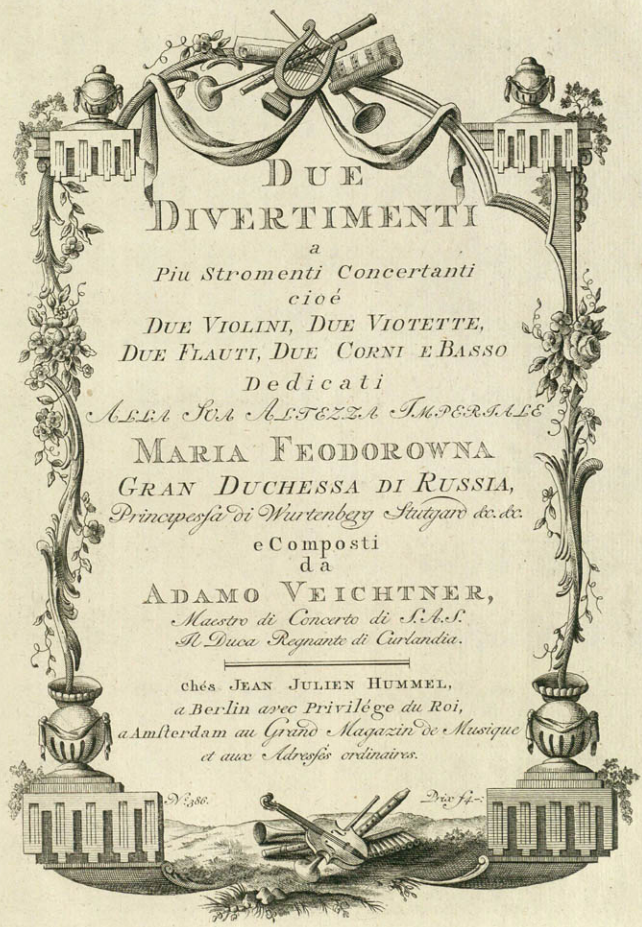 DUE
DIVERTIMENTI
a
Piu Stromenti Concertanti
cioé
DUE VIOLINI, DUE VIOTETTE,
DUE FLAUTI, DUE CORNI E BASSO
Dedicati
ALLA SUA ALTEZZA IMPERIALE
MARIA FEODOROWNA
GRAN DUCHESSA DI RUSSIA,
Principessa di Wurtenberg Stutgard &c. &c.
e Composti
da
ADAMO VEICHTNER,
Maestro di Concerto di S.A.S.
Il Duca Regnante di Curlandia.
chés JEAN JULIEN HUMMEL,
a Berlin avec Privilége du Roi,
a Amsterdam au Grand Magazin de Musique
et aux Adresses ordinaires.
No. 386. Prix f4-: